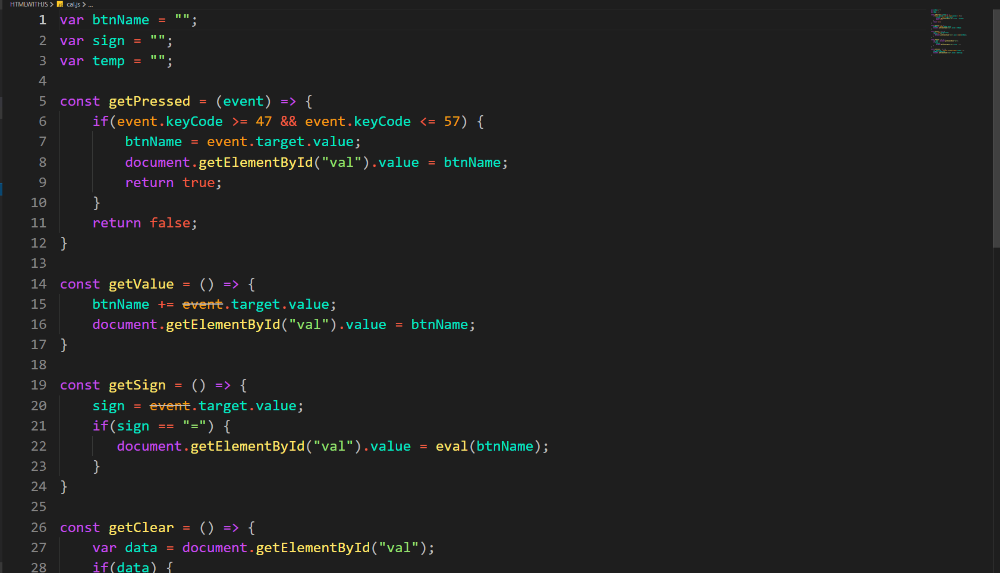 HTMLWITHJS > JS cal.js > ...
1 var btnName = "";
2 var sign = "";
3 var temp = "";
4
5 const getPressed = (event) => {
6     if(event.keyCode >= 47 && event.keyCode <= 57) {
7         btnName = event.target.value;
8         document.getElementById("val").value = btnName;
9         return true;
10     }
11     return false;
12 }
13
14 const getValue = () => {
15     btnName += event.target.value;
16     document.getElementById("val").value = btnName;
17 }
18
19 const getSign = () => {
20     sign = event.target.value;
21     if(sign == "=") {
22        document.getElementById("val").value = eval(btnName);
23     }
24 }
25
26 const getClear = () => {
27     var data = document.getElementById("val");
28     if(data) {